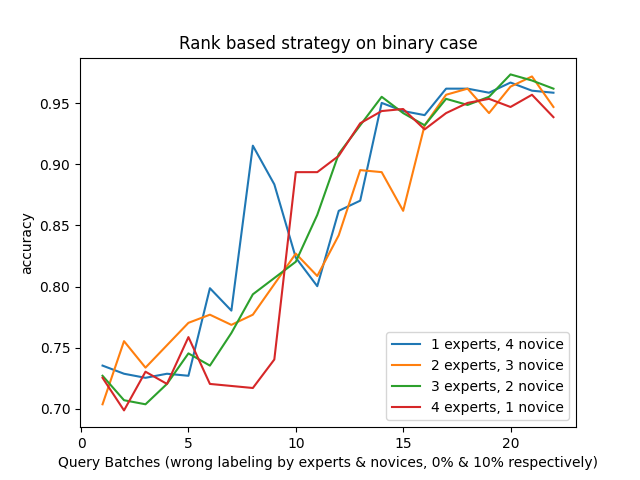 Rank based strategy on binary case
accuracy
0.95
0.90
0.85
0.80
0.75
0.70
0
5
10
15
20
1 experts, 4 novice
2 experts, 3 novice
3 experts, 2 novice
4 experts, 1 novice
Query Batches (wrong labeling by experts & novices, 0% & 10% respectively)